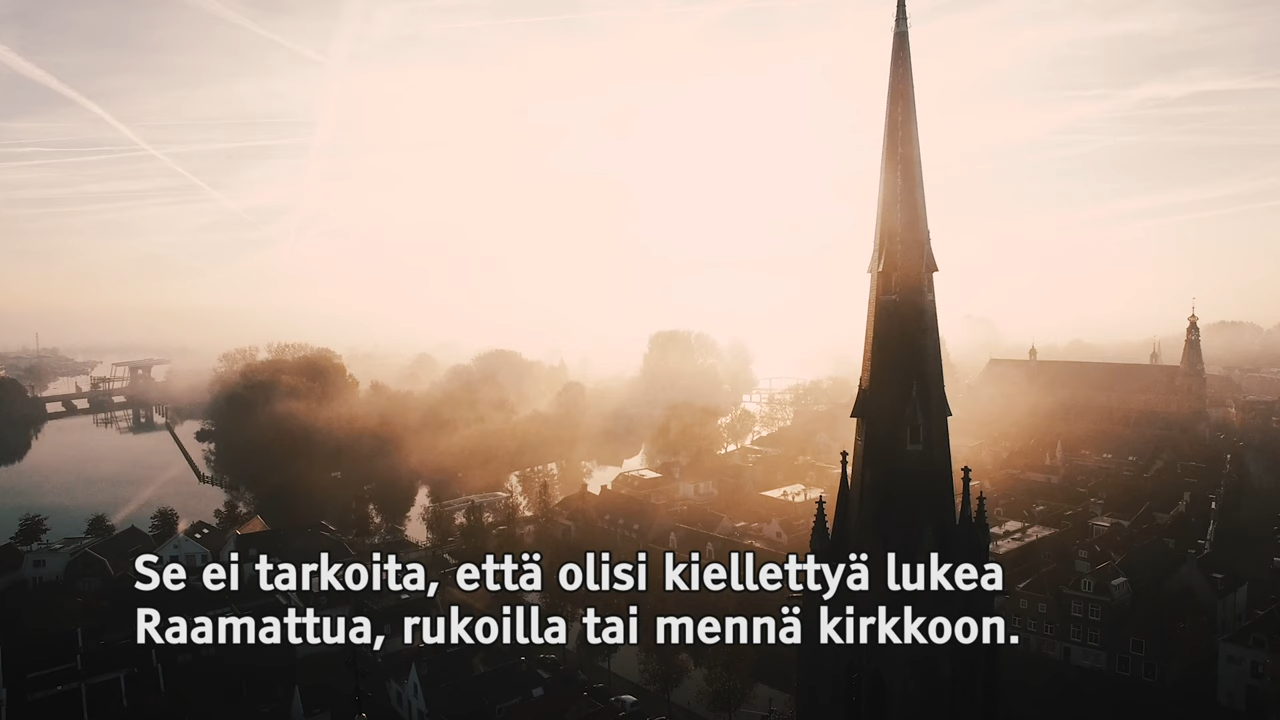 Se ei tarkoita, että olisi kiellettyä lukea
Raamattua, rukoilla tai mennä kirkkoon.